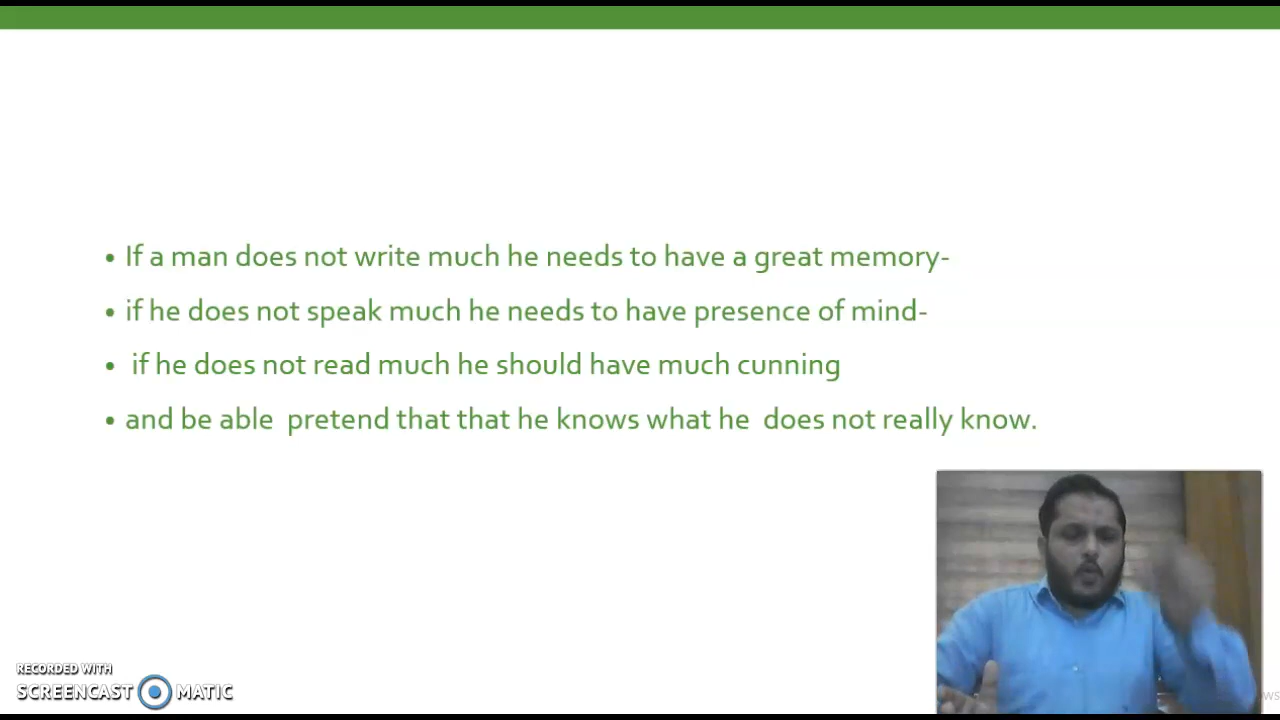 • If a man does not write much he needs to have a great memory-
• if he does not speak much he needs to have presence of mind-
• if he does not read much he should have much cunning
• and be able pretend that that he knows what he does not really know.
RECORDED WITH
SCREENCAST MATIC